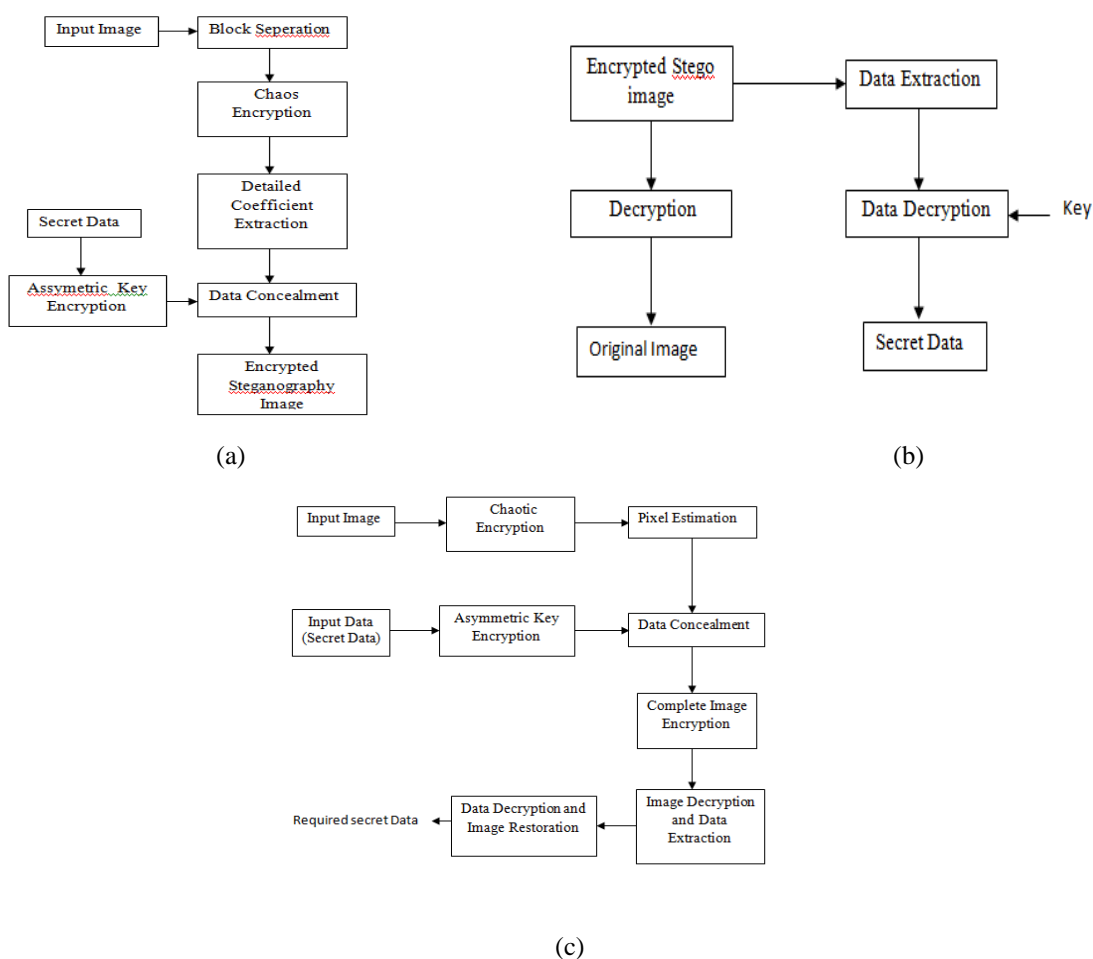 Input Image
Block Seperation
Chaos
Encryption
Detailed
Coefficient
Extraction
Secret Data
Assymetric Key
Encryption
Data Concealment
Encrypted
Steganography
Image
(a)
Encrypted Stego
image
Data Extraction
Decryption
Data Decryption
Key
Original Image
Secret Data
(b)
Input Image
Chaotic
Encryption
Pixel Estimation
Input Data
(Secret Data)
Asymmetric Key
Encryption
Data Concealment
Complete Image
Encryption
Image Decryption
and Data
Extraction
Data Decryption and
Image Restoration
Required secret Data
(c)